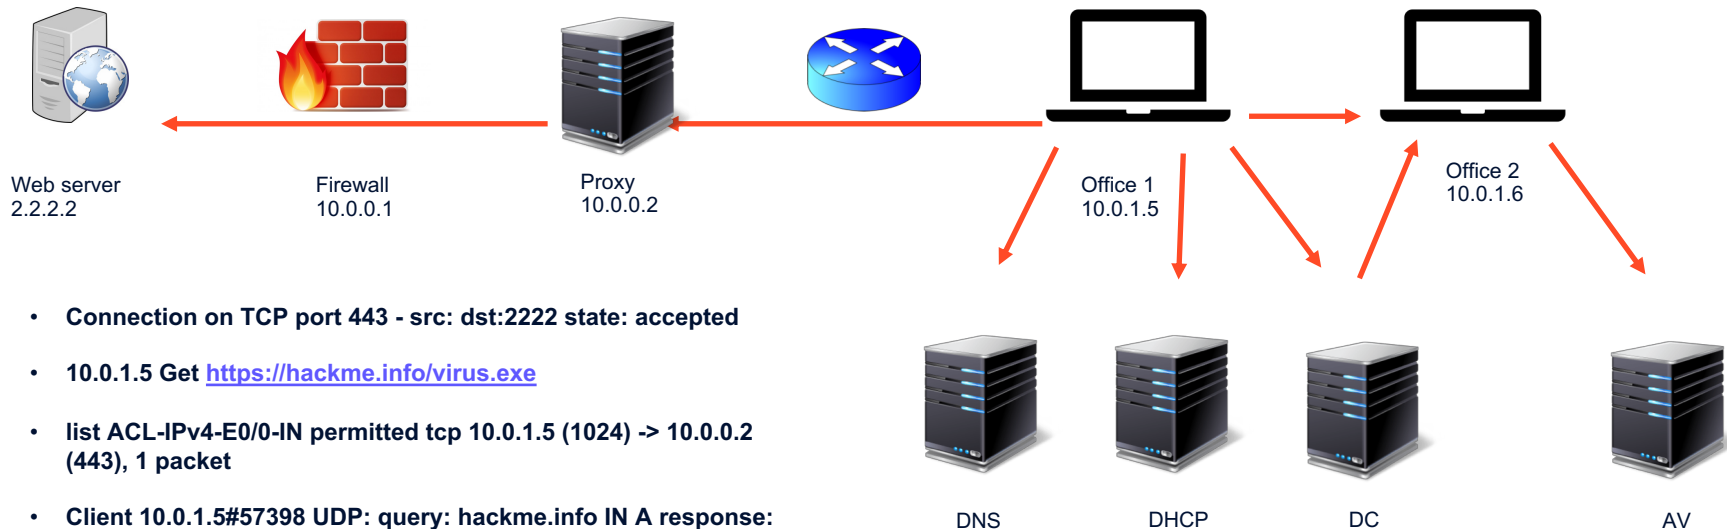 Web server
2.2.2.2
Firewall
10.0.0.1
Proxy
10.0.0.2
Office 1
10.0.1.5
Office 2
10.0.1.6
• Connection on TCP port 443 - src: dst:2222 state: accepted
• 10.0.1.5 Get https://hackme.info/virus.exe
• list ACL-IPv4-E0/0-IN permitted tcp 10.0.1.5 (1024) -> 10.0.0.2
(443), 1 packet
• Client 10.0.1.5#57398 UDP: query: hackme.info IN A response:
DNS
DHCP
DC
AV